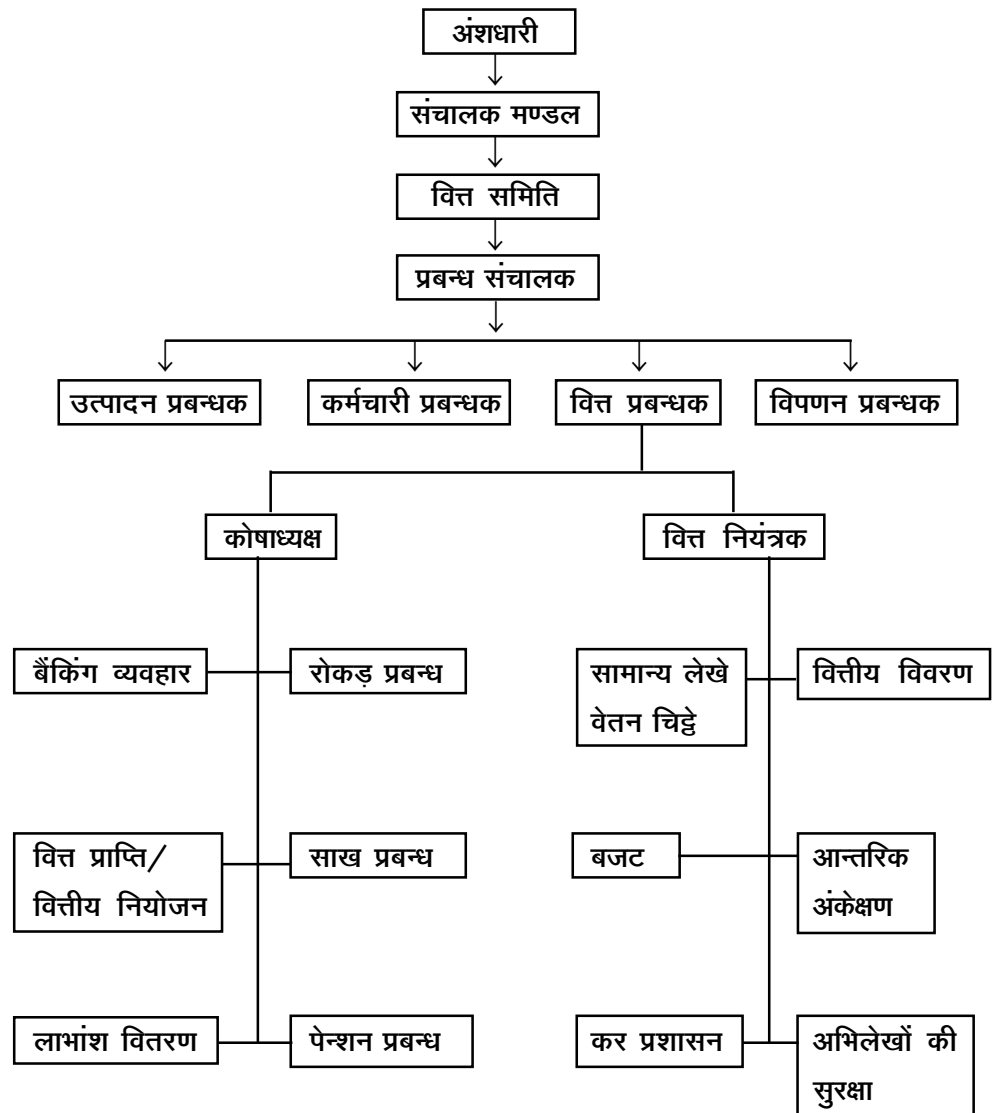 अंशधारी
संचालक मण्डल
वित्त समिति
प्रबन्ध संचालक
उत्पादन प्रबन्धक
कर्मचारी प्रबन्धक
वित्त प्रबन्धक
विपणन प्रबन्धक
कोषाध्यक्ष
वित्त नियंत्रक
बैंकिंग व्यवहार
रोकड़ प्रबन्ध
सामान्य लेखे
वेतन चिट्ठे
वित्तीय विवरण
वित्त प्राप्ति/
वित्तीय नियोजन
साख प्रबन्ध
बजट
आन्तरिक
अंकेक्षण
लाभांश वितरण
पेन्शन प्रबन्ध
कर प्रशासन
अभिलेखों की
सुरक्षा